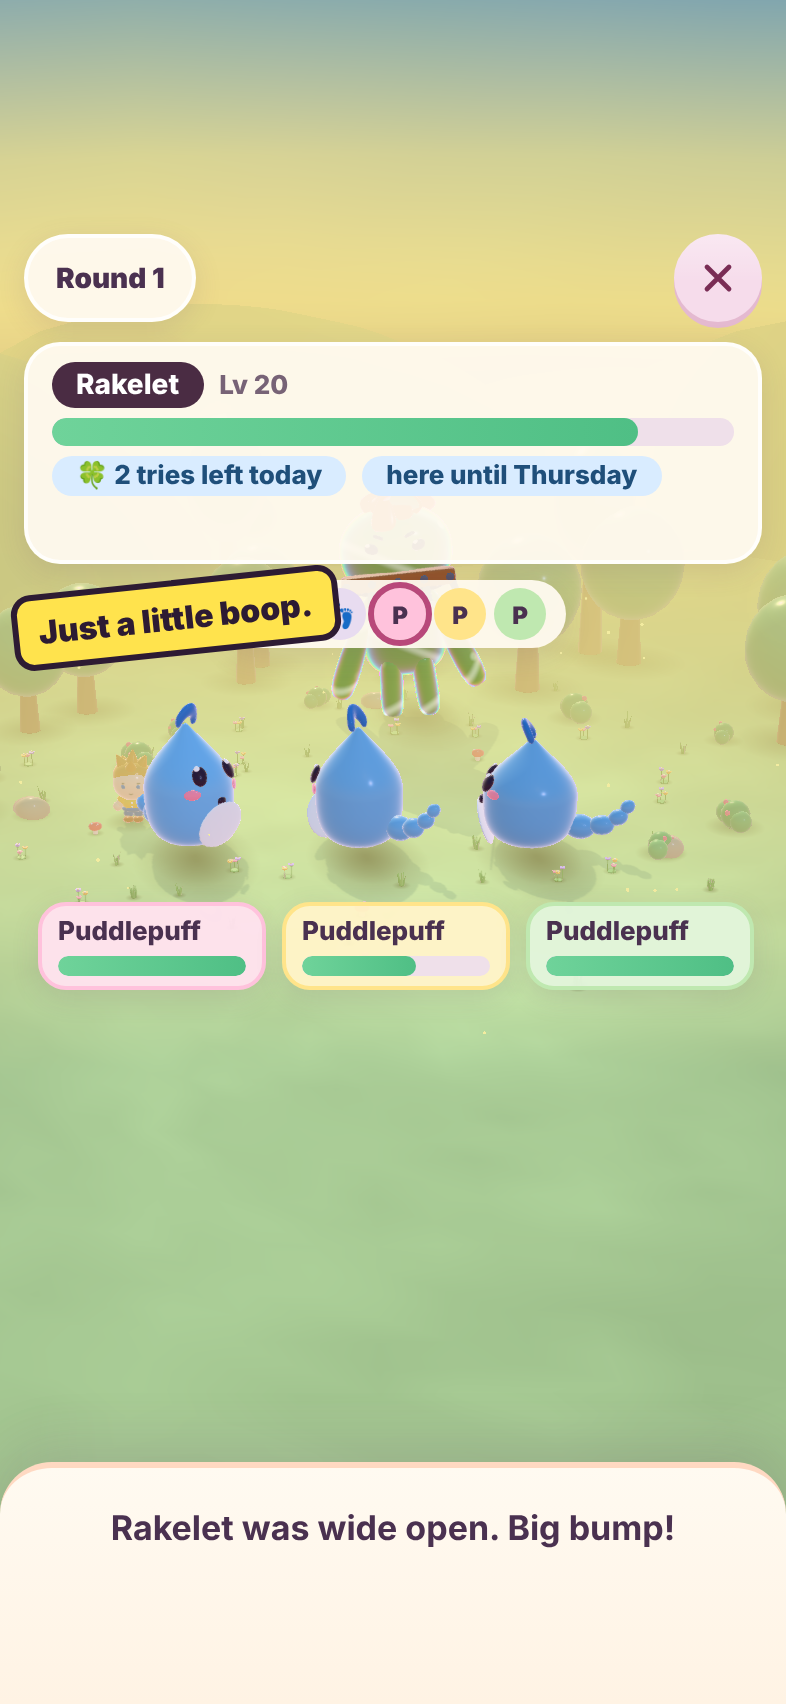 Round 1
Rakelet Lv 20
🍀 2 tries left today here until Thursday
Just a little boop.
P P P
Puddlepuff Puddlepuff Puddlepuff
Rakelet was wide open. Big bump!